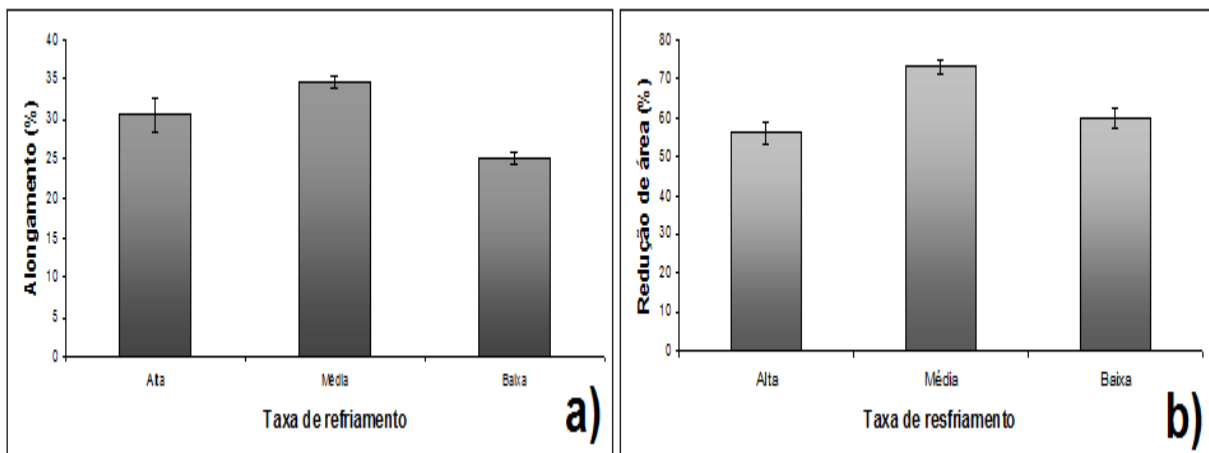 Alongamento (%)
40
35
30
25
20
15
10
5
0
Alta
Média
Baixa
Taxa de refriamento
a)
Redução de área (%)
80
70
60
50
40
30
20
10
0
Alta
Média
Baixa
Taxa de resfriamento
b)